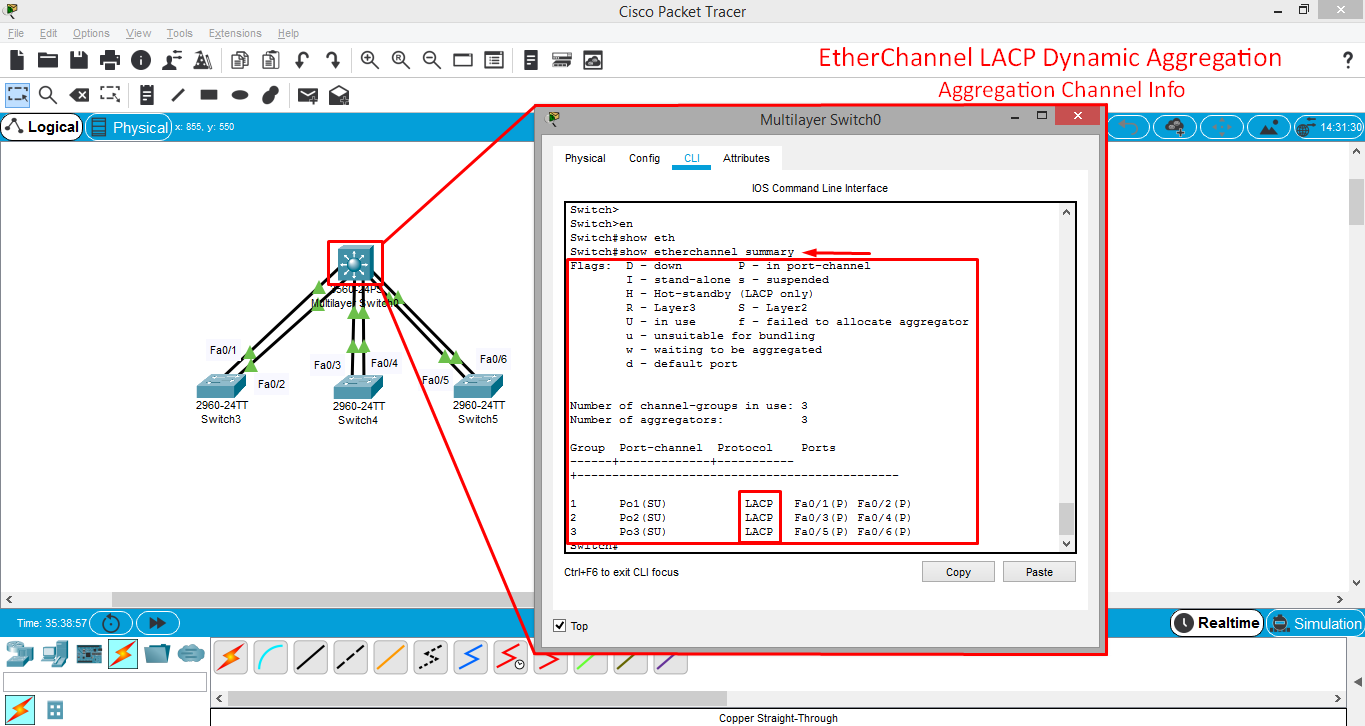 Cisco Packet Tracer
File Edit Options View Tools Extensions Help
EtherChannel LACP Dynamic Aggregation
?
Aggregation Channel Info
Logical
Physical
x: 855, y: 550
14:31:30
Multilayer Switch0
Physical Config CLI Attributes
IOS Command Line Interface
Switch>
Switch>en
Switch#show eth
Switch#show etherchannel summary
Flags: D - down P - in port-channel
I - stand-alone s - suspended
H - Hot-standby (LACP only)
R - Layer3 S - Layer2
U - in use f - failed to allocate aggregator
u - unsuitable for bundling
w - waiting to be aggregated
d - default port
Number of channel-groups in use: 3
Number of aggregators: 3
Group Port-channel Protocol Ports
------+-------------+-----------
+----------------------------------------------
1 Po1(SU) LACP Fa0/1(P) Fa0/2(P)
2 Po2(SU) LACP Fa0/3(P) Fa0/4(P)
3 Po3(SU) LACP Fa0/5(P) Fa0/6(P)
Switch#
Ctrl+F6 to exit CLI focus
Copy
Paste
Top
3560-24PS
Multilayer Switch0
Fa0/1
Fa0/2
Fa0/3
Fa0/4
Fa0/5
Fa0/6
2960-24TT
Switch3
2960-24TT
Switch4
2960-24TT
Switch5
Time: 35:38:57
Realtime
Simulation
Copper Straight-Through